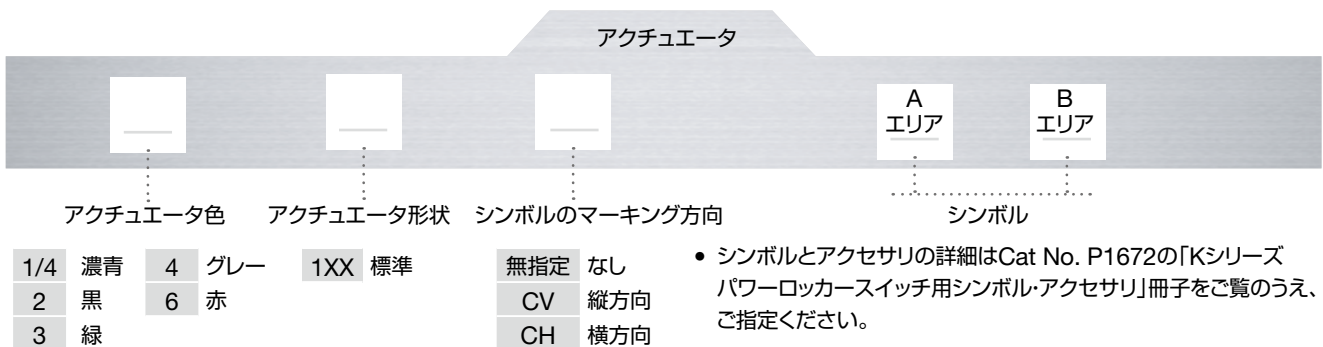 アクチュエータ
A
エリア
B
エリア
アクチュエータ色
アクチュエータ形状
シンボルのマーキング方向
シンボル
1/4 濃青
4 グレー
2 黒
6 赤
3 緑
1XX 標準
無指定 なし
CV 縦方向
CH 横方向
• シンボルとアクセサリの詳細はCat No. P1672の「Kシリーズ
パワーロッカースイッチ用シンボル・アクセサリ」冊子をご覧のうえ、
ご指定ください。